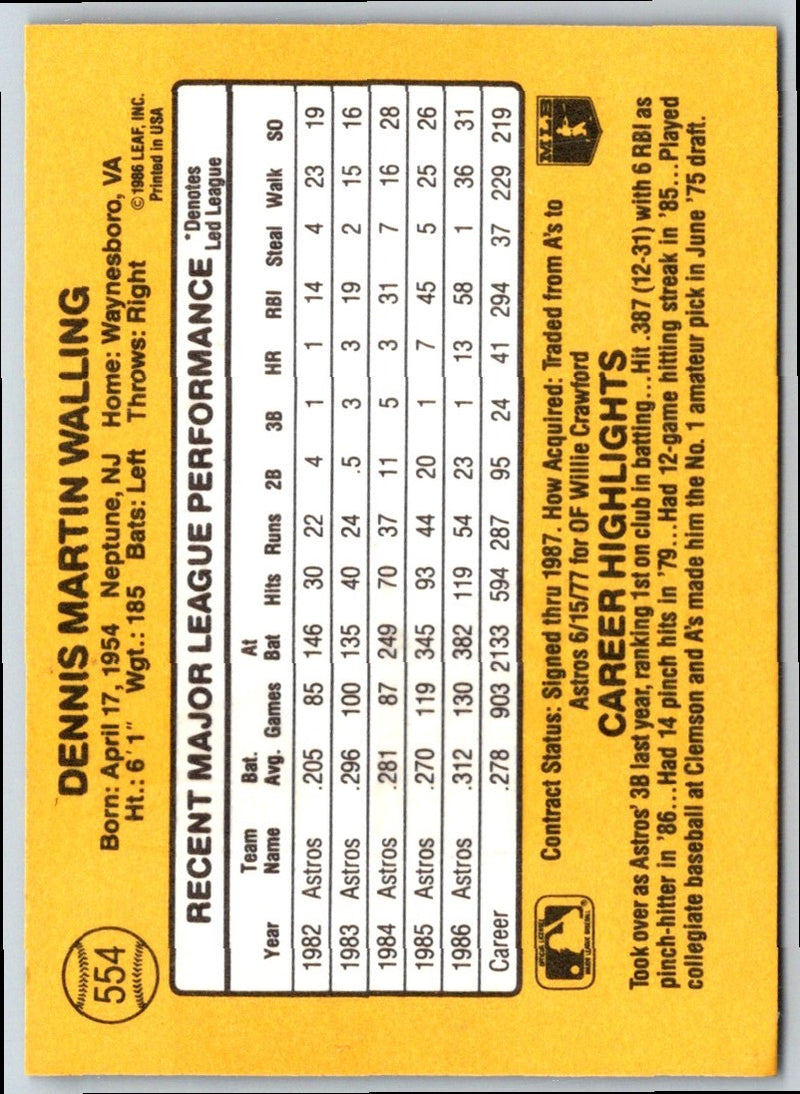 554
DENNIS MARTIN WALLING
Born: April 17, 1954 Neptune, NJ Home: Waynesboro, VA
Ht.: 6'1" Wgt.: 185 Bats: Left Throws: Right
© 1986 LEAF, INC.
Printed in USA
RECENT MAJOR LEAGUE PERFORMANCE *Denotes Led League
Year Team Name Bat. Avg. Games At Bat Hits Runs 2B 3B HR RBI Steal Walk SO
1982 Astros .205 85 146 30 22 4 1 1 14 4 23 19
1983 Astros .296 100 135 40 24 .5 3 3 19 2 15 16
1984 Astros .281 87 249 70 37 11 5 3 31 7 16 28
1985 Astros .270 119 345 93 44 20 1 7 45 5 25 26
1986 Astros .312 130 382 119 54 23 1 13 58 1 36 31
Career .278 903 2133 594 287 95 24 41 294 37 229 219
Contract Status: Signed thru 1987. How Acquired: Traded from A's to
Astros 6/15/77 for OF Willie Crawford
MLB
CAREER HIGHLIGHTS
Took over as Astros' 3B last year, ranking 1st on club in batting...Hit .387 (12-31) with 6 RBI as
pinch-hitter in '86...Had 14 pinch hits in '79...Had 12-game hitting streak in '85...Played
collegiate baseball at Clemson and A's made him the No. 1 amateur pick in June '75 draft.